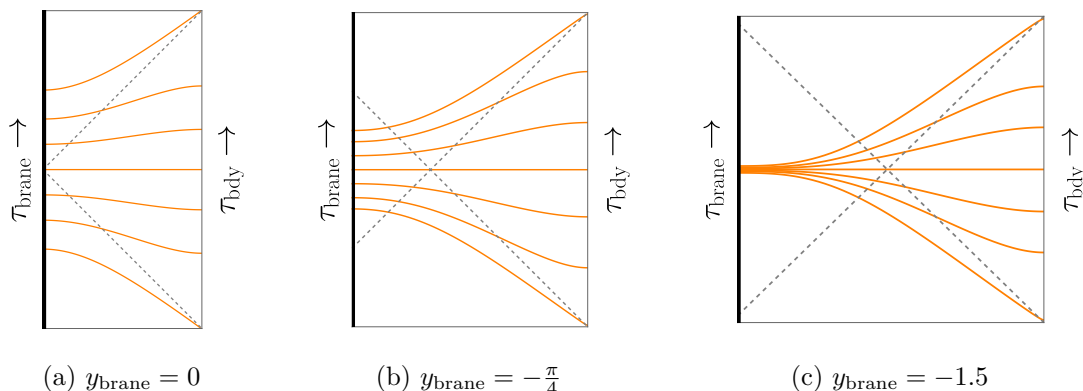 τ_brane →
τ_bdy →
τ_brane →
τ_bdy →
τ_brane →
τ_bdy →
(a) y_brane = 0
(b) y_brane = −π/4
(c) y_brane = −1.5